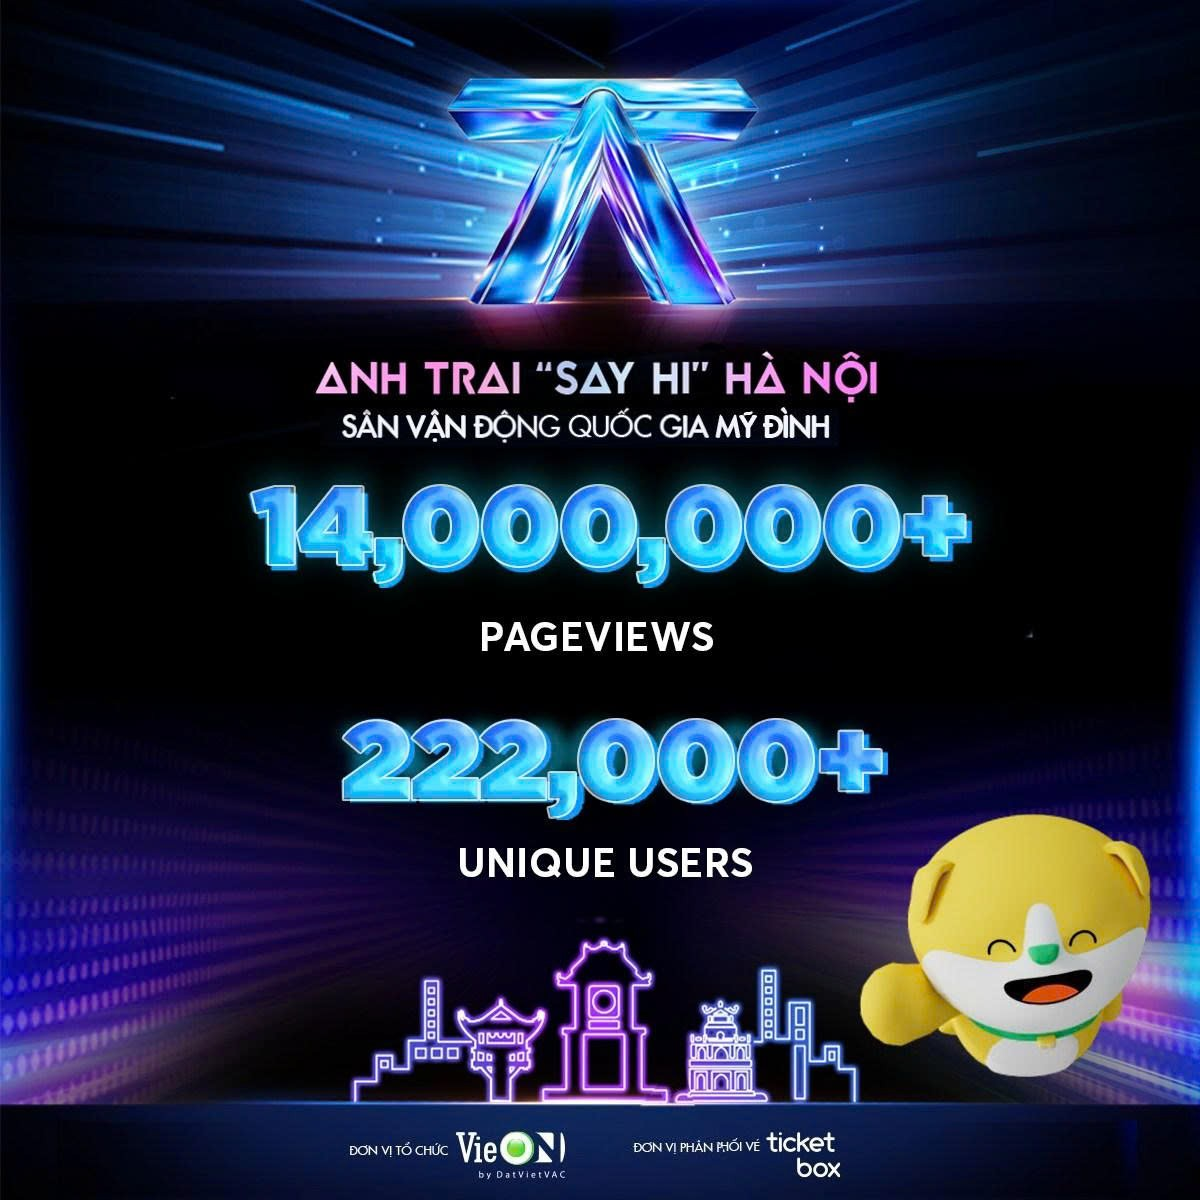 ANH TRAI “SAY HI” HÀ NỘI
SÂN VẬN ĐỘNG QUỐC GIA MỸ ĐÌNH
14,000,000+
PAGEVIEWS
222,000+
UNIQUE USERS
ĐƠN VỊ TỔ CHỨC VieON
by DatVietVAC
ĐƠN VỊ PHÂN PHỐI VÉ ticket
box